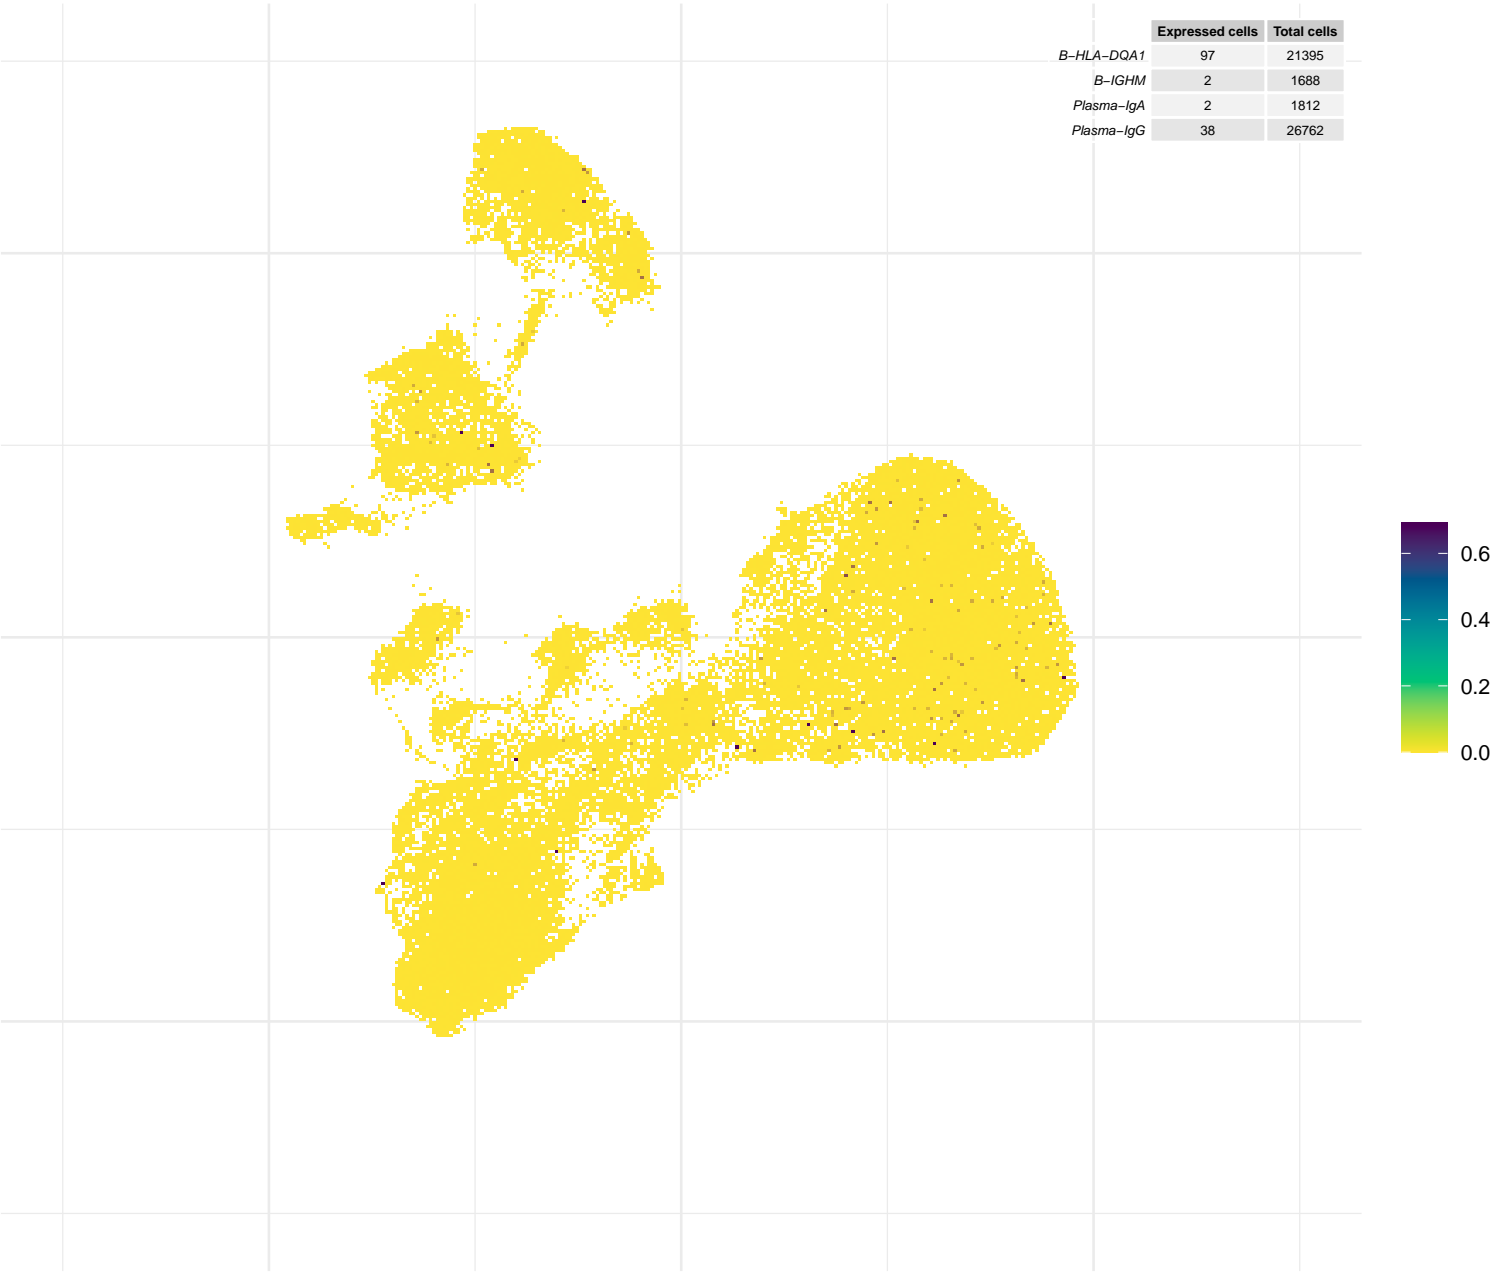 Expressed cells Total cells
B−HLA−DQA1 97 21395
B−IGHM 2 1688
Plasma−IgA 2 1812
Plasma−IgG 38 26762
0.6
0.4
0.2
0.0